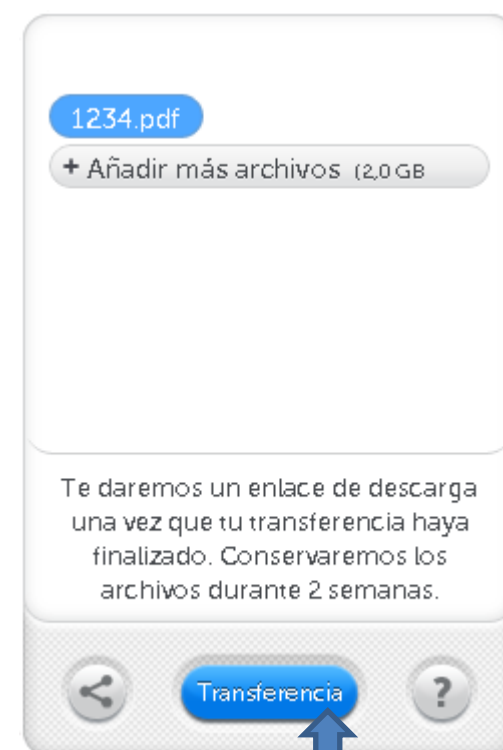 1234.pdf
+ Añadir más archivos (2,0 GB
Te daremos un enlace de descarga
una vez que tu transferencia haya
finalizado. Conservaremos los
archivos durante 2 semanas.
Transferencia
?